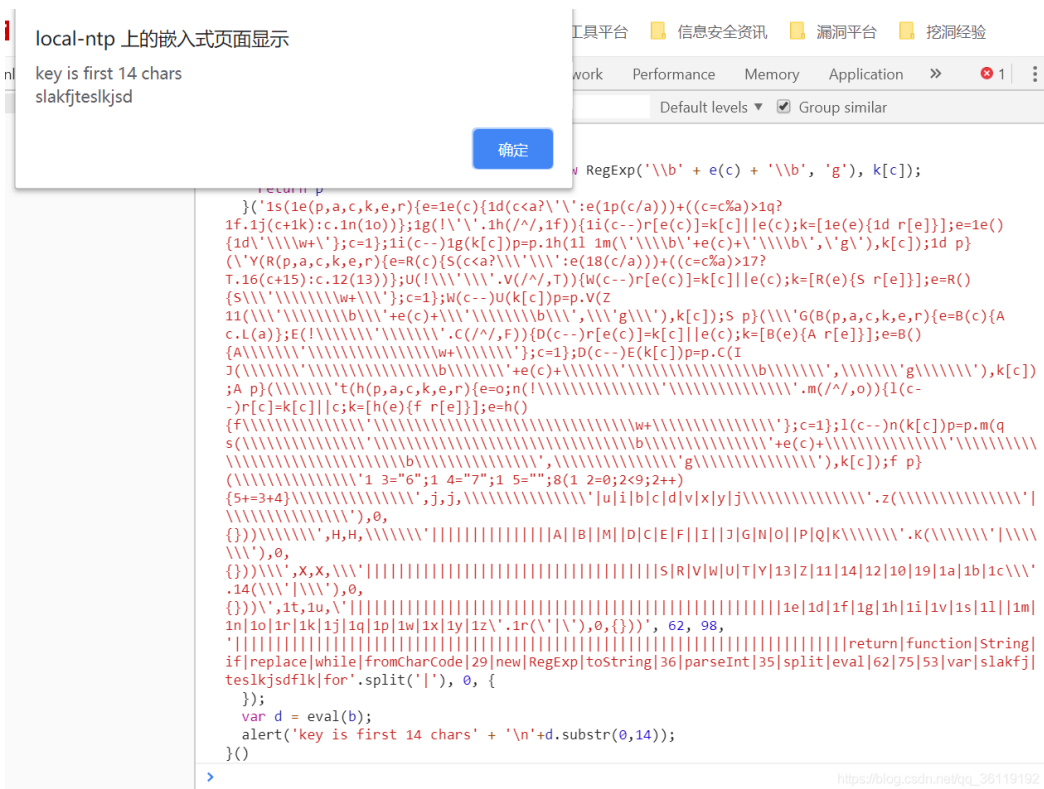 local-ntp 上的嵌入式页面显示
key is first 14 chars
slakfjteslkjsd
确定
工具平台 信息安全资讯 漏洞平台 挖洞经验
work Performance Memory Application » 1
Default levels ▼ Group similar
RegExp('\\b' + e(c) + '\\b', 'g'), k[c]);
return p
}('1s(1e(p,a,c,k,e,r){e=1e(c){1d(c<a?\'\':e(1p(c/a)))+((c=c%a)>1q?
1f.1j(c+1k):c.1n(1o))};1g(!\'\'.1h(/^/,1f)){1i(c--)r[e(c)]=k[c]||e(c);k=[1e(e){1d r[e]}];e=1e()
{1d\'\\\\w+\'};c=1};1i(c--)1g(k[c])p=p.1h(1l 1m(\'\\\\b\'+e(c)+\'\\\\b\',\'g\'),k[c]);1d p}
(\'Y(R(p,a,c,k,e,r){e=R(c){S(c<a?\\\'\\\':e(18(c/a)))+((c=c%a)>17?
T.16(c+15):c.12(13))};U(!\\\'\\\'.V(/^/,T)){W(c--)r[e(c)]=k[c]||e(c);k=[R(e){S r[e]}];e=R()
{S\\\'\\\\\\\\w+\\\'};c=1};W(c--)U(k[c])p=p.V(Z
11(\\\'\\\\\\\\b\\\'+e(c)+\\\'\\\\\\\\b\\\',\\\'g\\\'),k[c]);S p}(\\\'G(B(p,a,c,k,e,r){e=B(c){A
c.L(a)};E(!\\\\\\\'\\\\\\\'.C(/^/,F)){D(c--)r[e(c)]=k[c]||e(c);k=[B(e){A r[e]}];e=B()
{A\\\\\\\'\\\\\\\\\\\\\\\\w+\\\\\\\'};c=1};D(c--)E(k[c])p=p.C(I
J(\\\\\\\'\\\\\\\\\\\\\\\\b\\\\\\\'+e(c)+\\\\\\\'\\\\\\\\\\\\\\\\b\\\\\\\',\\\\\\\'g\\\\\\\'),k[c])
;A p}(\\\\\\\'t(h(p,a,c,k,e,r){e=o;n(!\\\\\\\\\\\\\\\'\\\\\\\\\\\\\\\'.m(/^/,o)){l(c-
-)r[c]=k[c]||c;k=[h(e){f r[e]}];e=h()
{f\\\\\\\\\\\\\\\'\\\\\\\\\\\\\\\\\\\\\\\\\\\\\\\\w+\\\\\\\\\\\\\\\'};c=1};l(c--)n(k[c])p=p.m(q
s(\\\\\\\\\\\\\\\'\\\\\\\\\\\\\\\\\\\\\\\\\\\\\\\\b\\\\\\\\\\\\\\\'+e(c)+\\\\\\\\\\\\\\\'\\\\\\\\\\
\\\\\\\\\\\\\\\\\\\\\\b\\\\\\\\\\\\\\\',\\\\\\\\\\\\\\\'g\\\\\\\\\\\\\\\'),k[c]);f p}
(\\\\\\\\\\\\\\\'1 3="6";1 4="7";1 5="";8(1 2=0;2<9;2++)
{5+=3+4}\\\\\\\\\\\\\\\',j,j,\\\\\\\\\\\\\\\'|u|i|b|c|d|v|x|y|j\\\\\\\\\\\\\\\'.z(\\\\\\\\\\\\\\\'|
\\\\\\\\\\\\\\\'),0,
{}))\\\\\\\',H,H,\\\\\\\'|||||||||||||||A||B||M||D|C|E|F||I||J|G|N|O||P|Q|K\\\\\\\'.K(\\\\\\\'|\\\\
\\\'),0,
{}))\\\',X,X,\\\'||||||||||||||||||||||||||||||||||||S|R|V|W|U|T|Y|13|Z|11|14|12|10|19|1a|1b|1c\\\'
.14(\\\'|\\\'),0,
{}))\',1t,1u,\'|||||||||||||||||||||||||||||||||||||||||||||||||||||1e|1d|1f|1g|1h|1i|1v|1s|1l||1m|
1n|1o|1r|1k|1j|1q|1p|1w|1x|1y|1z\'.1r(\'|\'),0,{}))', 62, 98,
'|||||||||||||||||||||||||||||||||||||||||||||||||||||||||||||||||||||||||||return|function|String|
if|replace|while|fromCharCode|29|new|RegExp|toString|36|parseInt|35|split|eval|62|75|53|var|slakfj|
teslkjsdflk|for'.split('|'), 0, {
});
var d = eval(b);
alert('key is first 14 chars' + '\n'+d.substr(0,14));
}()
>
https://blog.csdn.net/qq_36119192